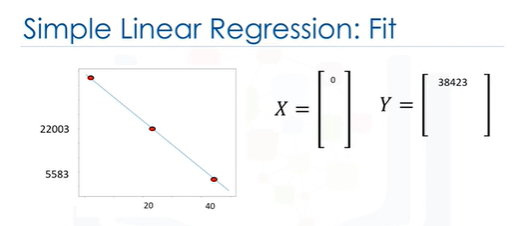 Simple Linear Regression: Fit
22003
5583
20 40
X = [ 0 ]
Y = [ 38423 ]